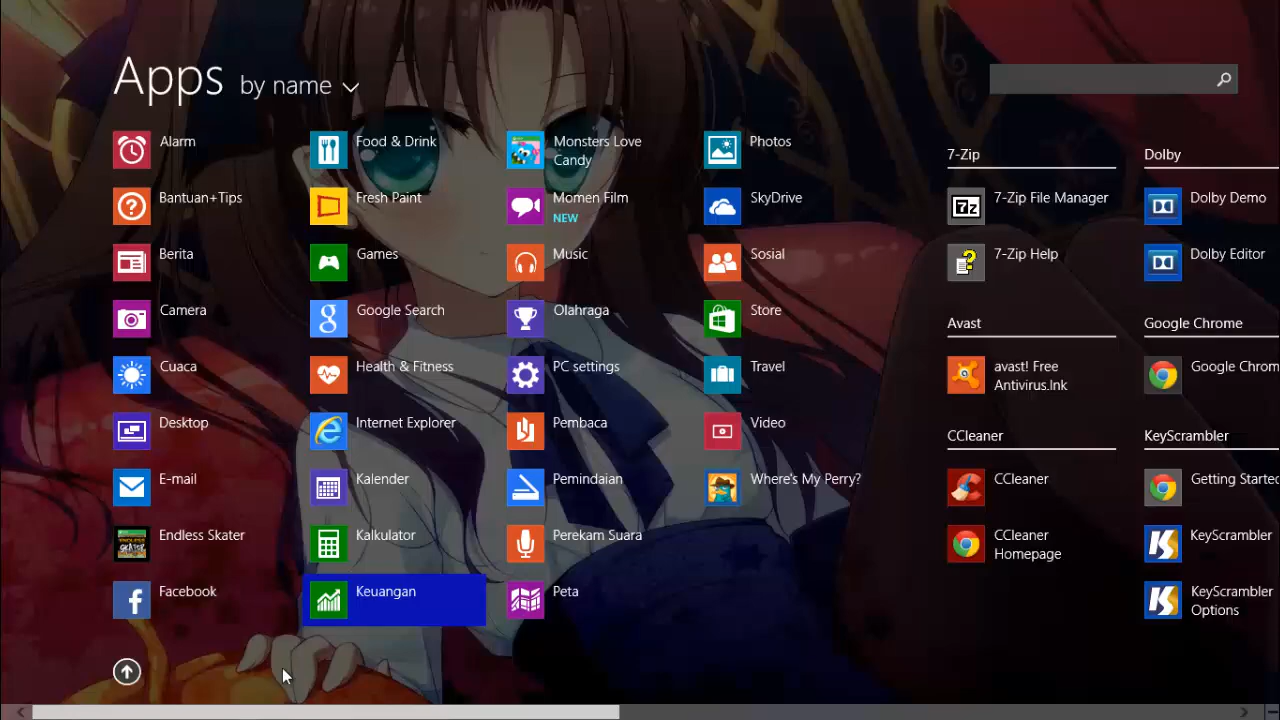 Apps by name
Alarm
Bantuan+Tips
Berita
Camera
Cuaca
Desktop
E-mail
Endless Skater
Facebook
Food & Drink
Fresh Paint
Games
Google Search
Health & Fitness
Internet Explorer
Kalender
Kalkulator
Keuangan
Monsters Love
Candy
Momen Film
NEW
Music
Olahraga
PC settings
Pembaca
Pemindaian
Perekam Suara
Peta
Photos
SkyDrive
Sosial
Store
Travel
Video
Where's My Perry?
7-Zip
7-Zip File Manager
7-Zip Help
Avast
avast! Free
Antivirus.lnk
CCleaner
CCleaner
CCleaner
Homepage
Dolby
Dolby Demo
Dolby Editor
Google Chrome
Google Chrom
KeyScrambler
Getting Started
KeyScrambler
KeyScrambler
Options